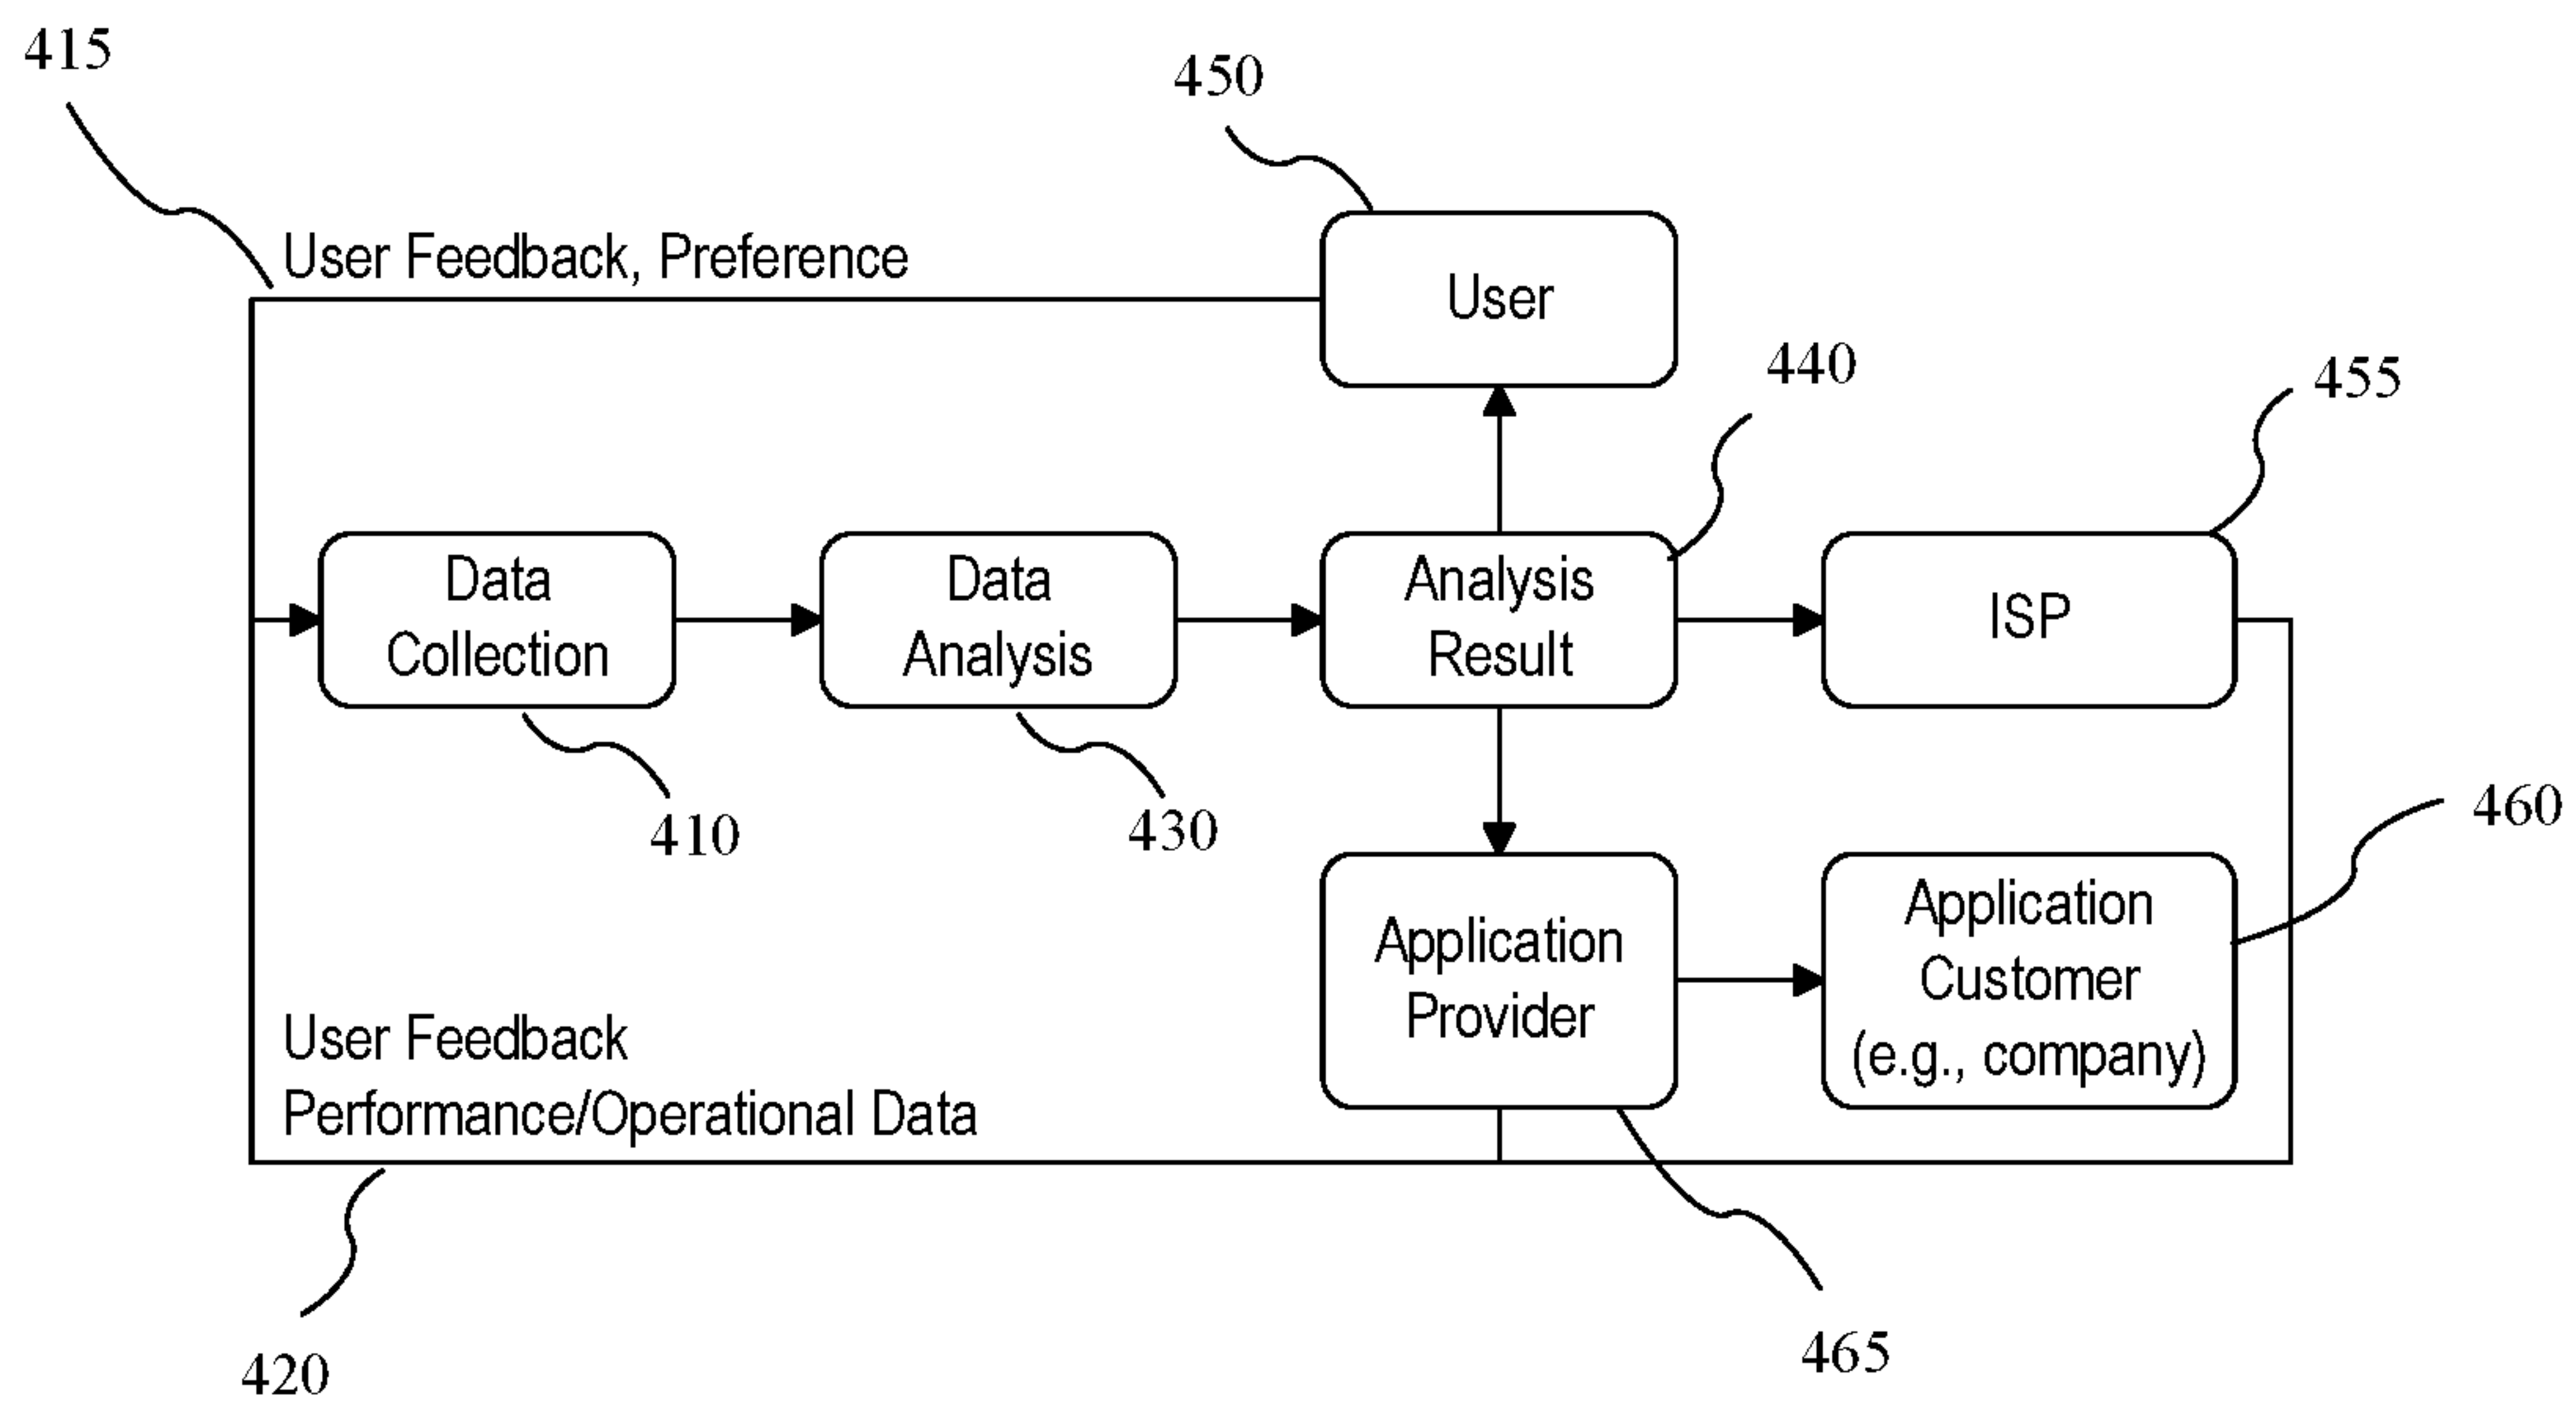 415
450
User Feedback, Preference
User
440
455
Data
Collection
Data
Analysis
Analysis
Result
ISP
410
430
460
Application
Provider
Application
Customer
(e.g., company)
User Feedback
Performance/Operational Data
420
465